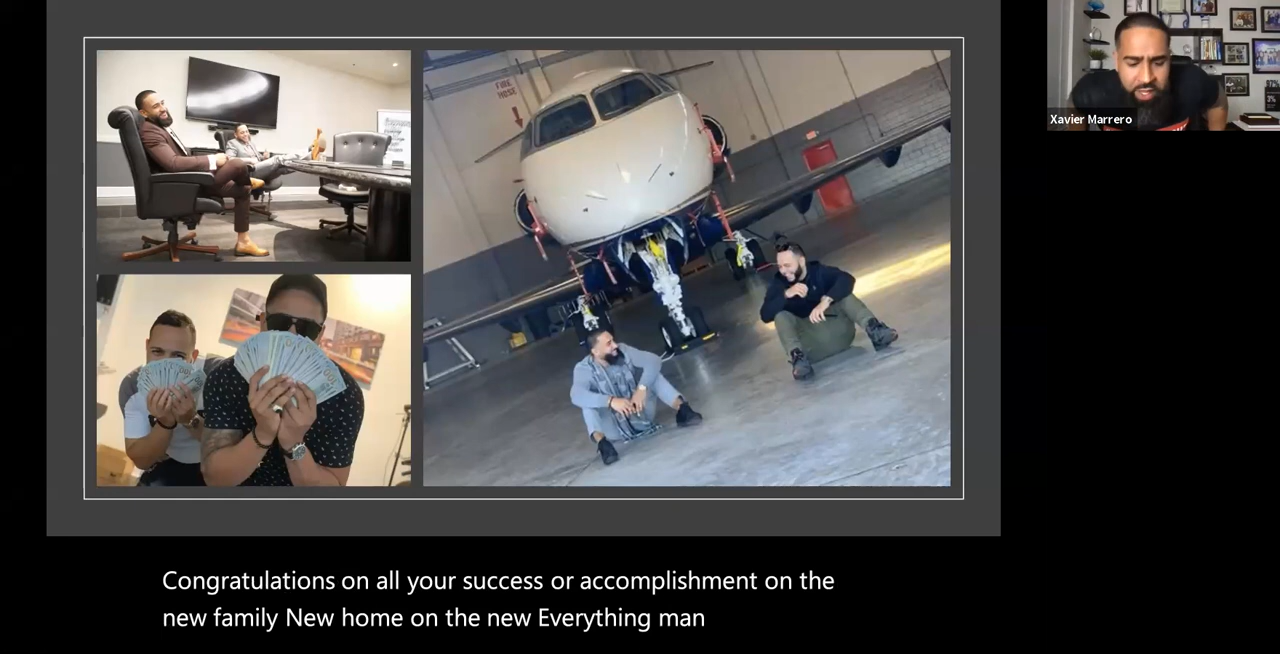 FIRE
HOSE
Xavier Marrero
Congratulations on all your success or accomplishment on the
new family New home on the new Everything man